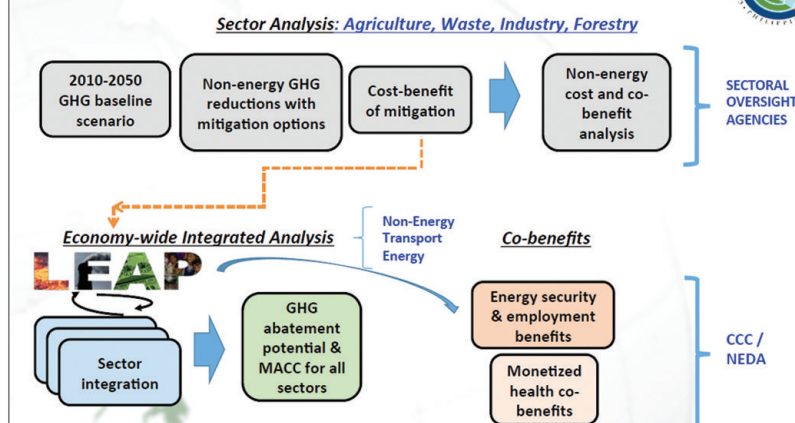 Sector Analysis: Agriculture, Waste, Industry, Forestry
2010-2050
GHG baseline
scenario
Non-energy GHG
reductions with
mitigation options
Cost-benefit
of mitigation
Non-energy
cost and co-
benefit
analysis
SECTORAL
OVERSIGHT
AGENCIES
Economy-wide Integrated Analysis
Non-Energy
Transport
Energy
Co-benefits
LEAP
Sector
integration
GHG
abatement
potential &
MACC for all
sectors
Energy security
& employment
benefits
Monetized
health co-
benefits
CCC /
NEDA